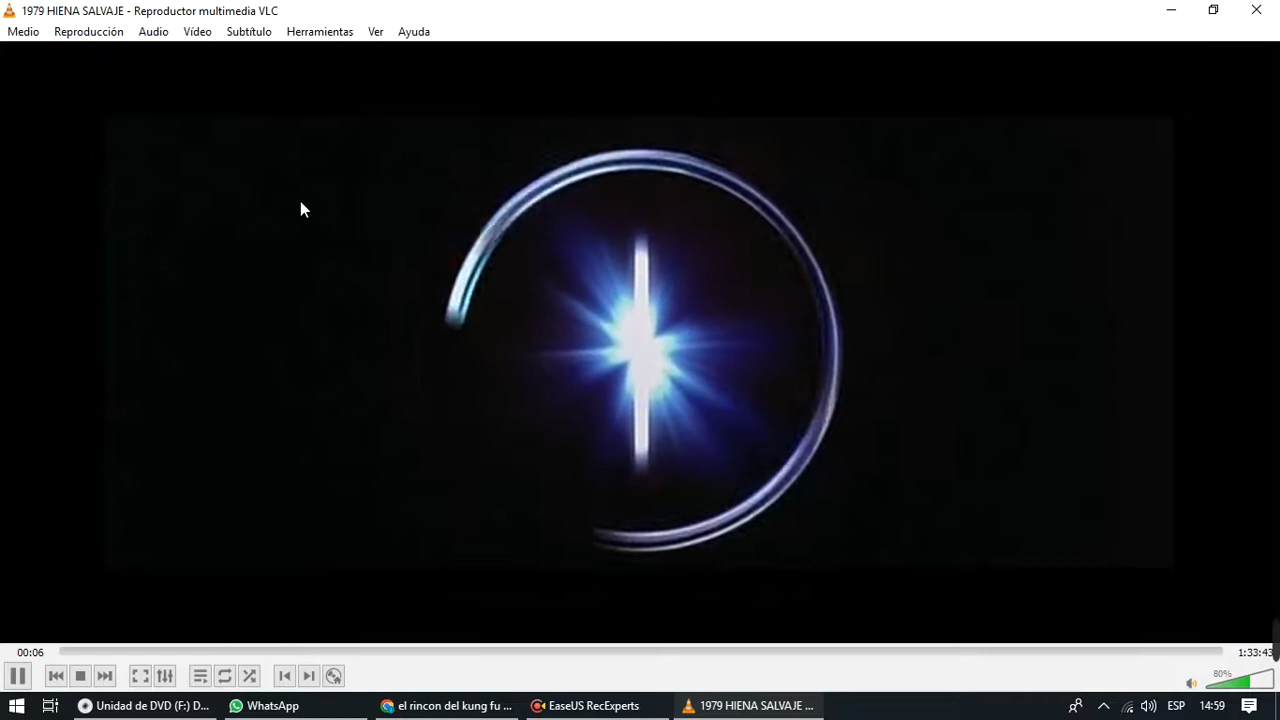 1979 HIENA SALVAJE - Reproductor multimedia VLC
Medio Reproducción Audio Vídeo Subtítulo Herramientas Ver Ayuda
00:06 1:33:43
80%
Unidad de DVD (F:) D... WhatsApp el rincon del kung fu ... EaseUS RecExperts 1979 HIENA SALVAJE ... ESP 14:59